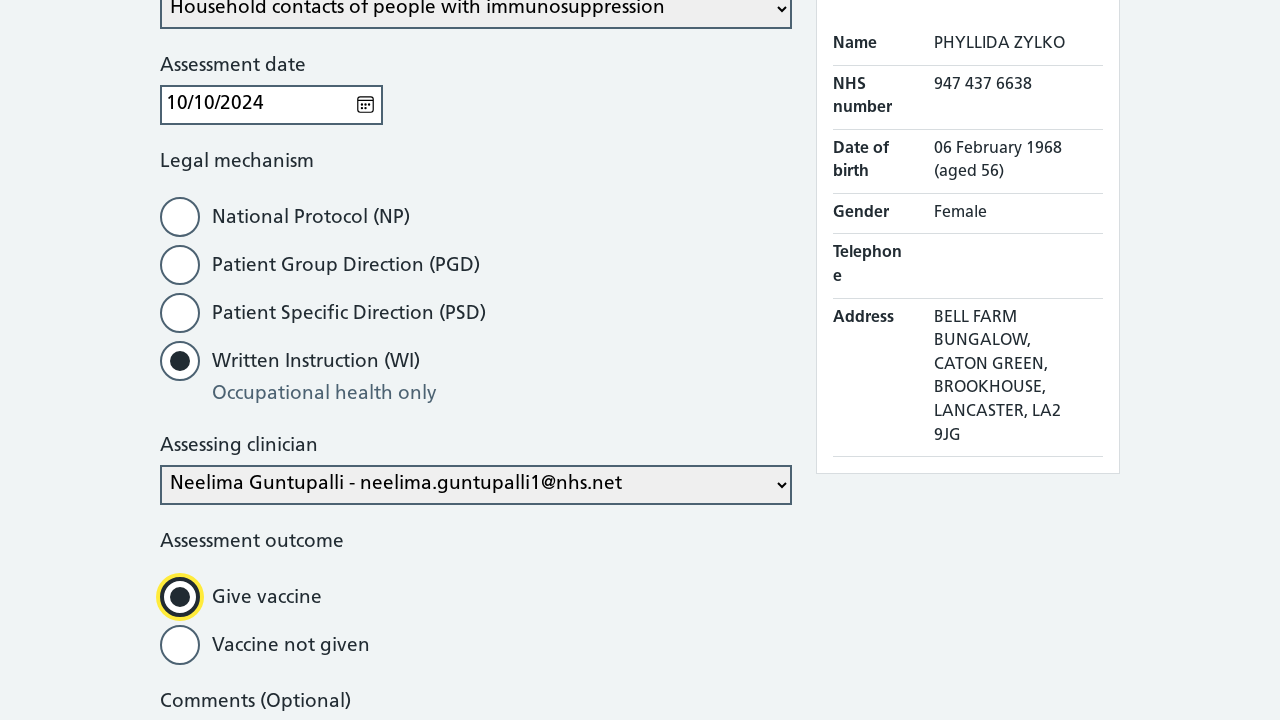 Household contacts of people with immunosuppression
Assessment date
10/10/2024
Legal mechanism
National Protocol (NP)
Patient Group Direction (PGD)
Patient Specific Direction (PSD)
Written Instruction (WI)
Occupational health only
Assessing clinician
Neelima Guntupalli - neelima.guntupalli1@nhs.net
Assessment outcome
Give vaccine
Vaccine not given
Comments (Optional)
Name PHYLLIDA ZYLKO
NHS 947 437 6638
number
Date of 06 February 1968
birth (aged 56)
Gender Female
Telephon
e
Address BELL FARM
BUNGALOW,
CATON GREEN,
BROOKHOUSE,
LANCASTER, LA2
9JG